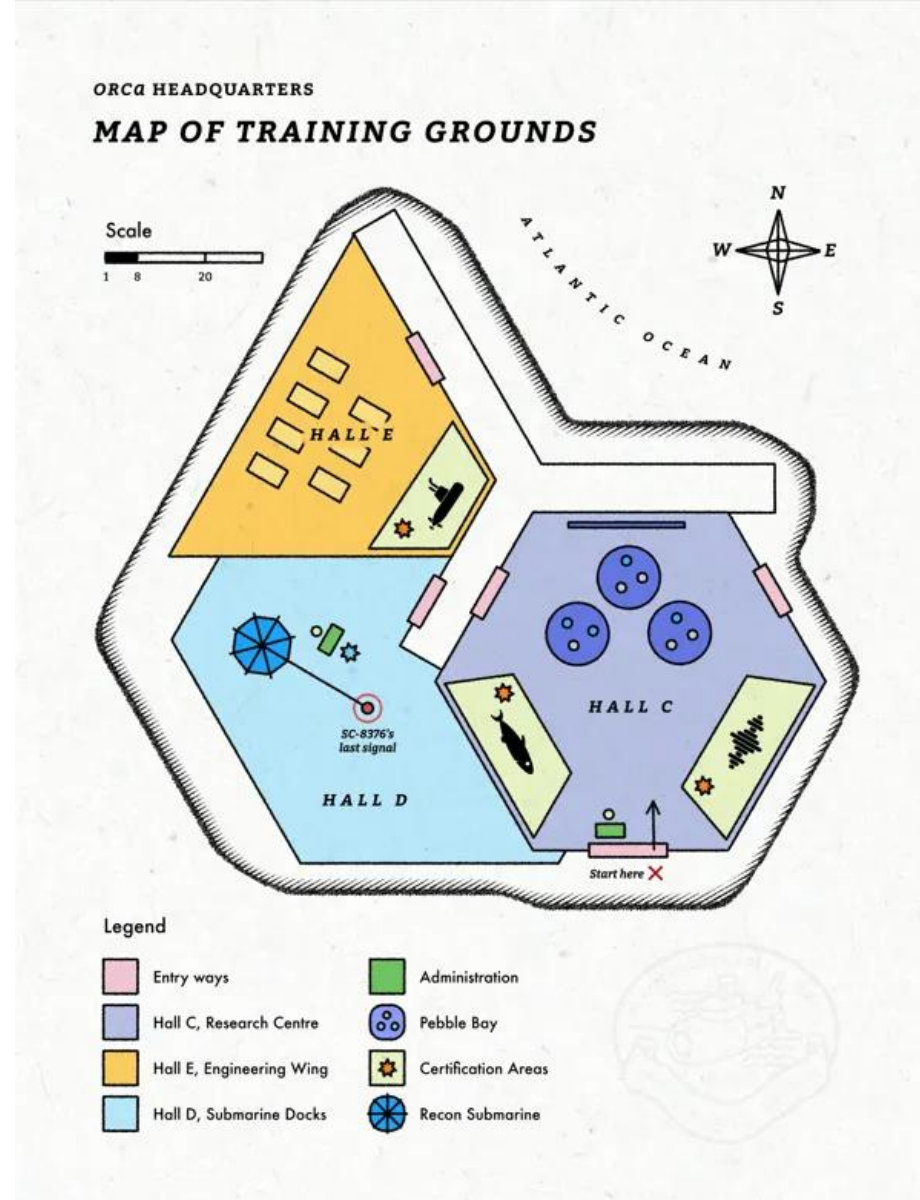 ORCA HEADQUARTERS
MAP OF TRAINING GROUNDS
Scale
1 8 20
ATLANTIC OCEAN
N
W E
S
HALL E
HALL C
SC-8376's
last signal
HALL D
Start here
Legend
Entry ways
Hall C, Research Centre
Hall E, Engineering Wing
Hall D, Submarine Docks
Administration
Pebble Bay
Certification Areas
Recon Submarine